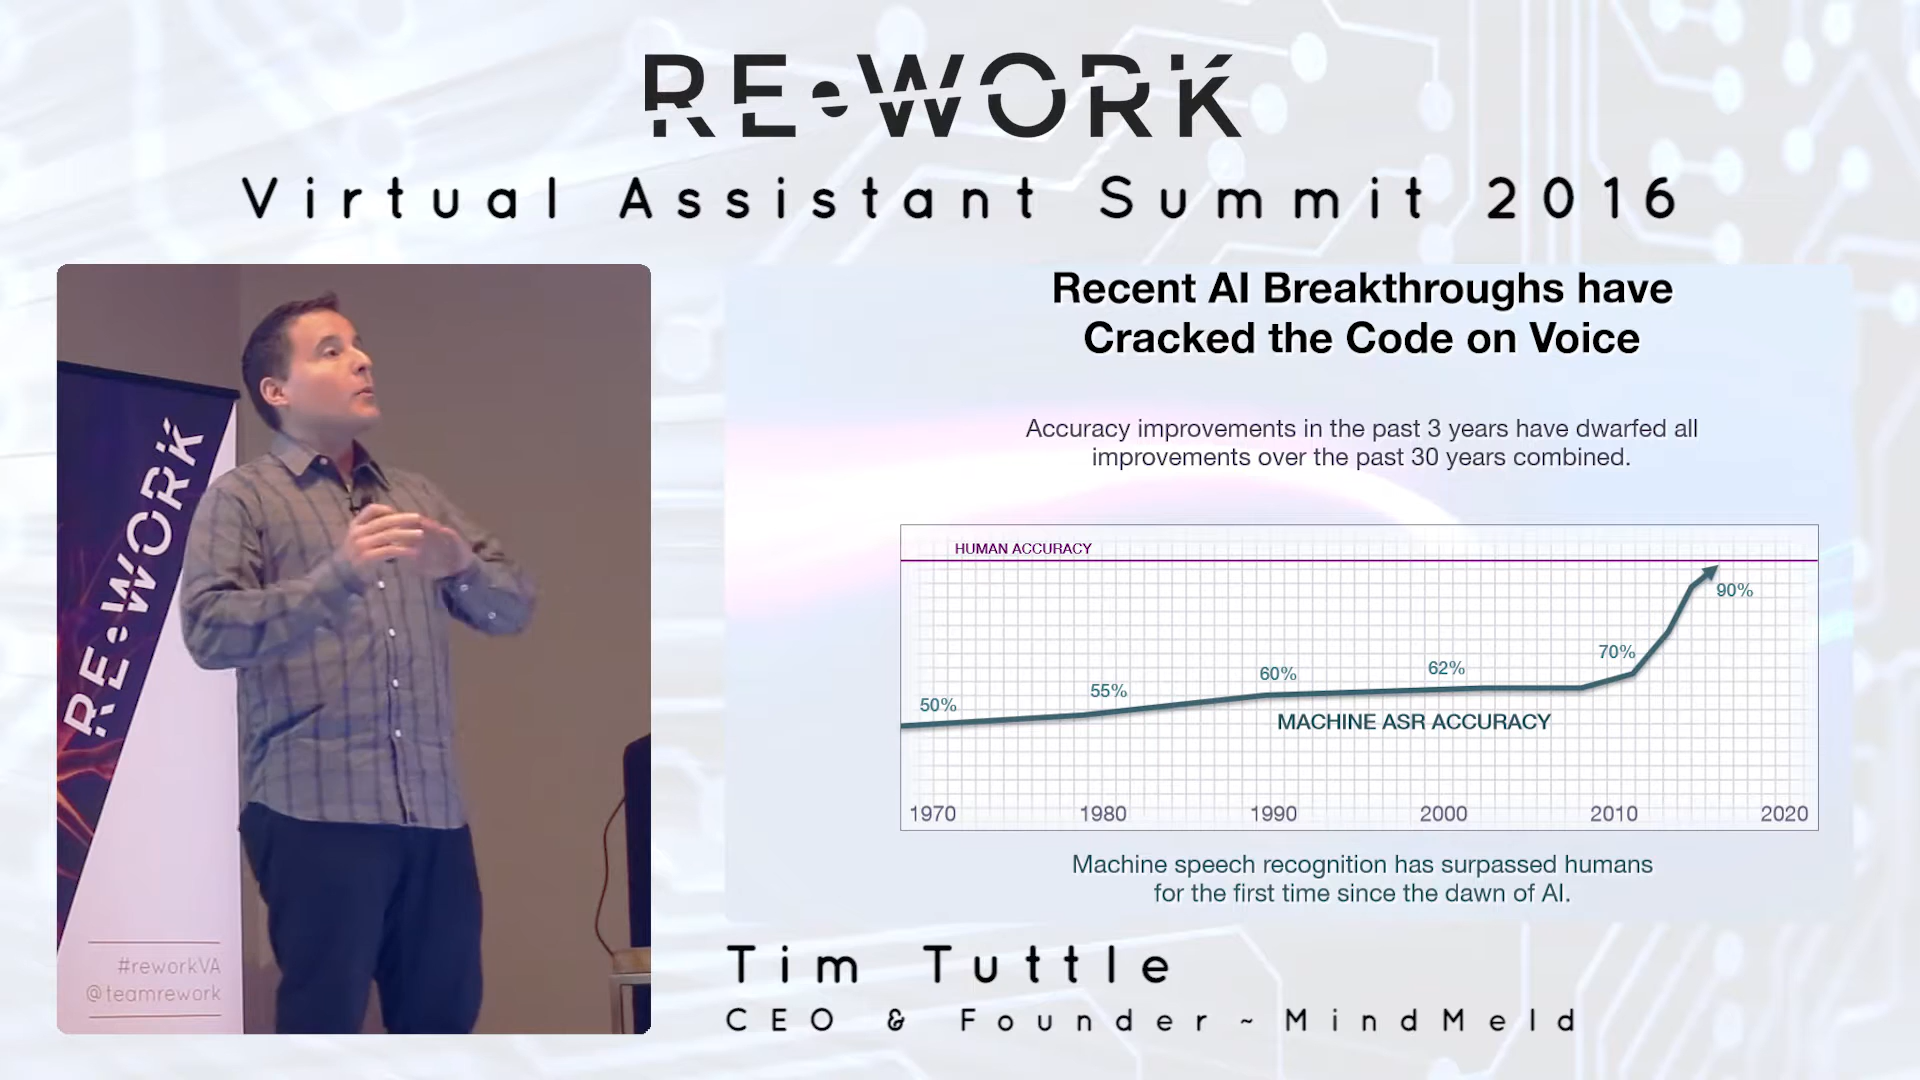 RE•WORK
Virtual Assistant Summit 2016
RE•WORK
#reworkVA
@teamrework
Recent AI Breakthroughs have
Cracked the Code on Voice
Accuracy improvements in the past 3 years have dwarfed all
improvements over the past 30 years combined.
HUMAN ACCURACY
90%
70%
62%
60%
55%
50%
MACHINE ASR ACCURACY
1970 1980 1990 2000 2010 2020
Machine speech recognition has surpassed humans
for the first time since the dawn of AI.
Tim Tuttle
CEO & Founder ~ MindMeld